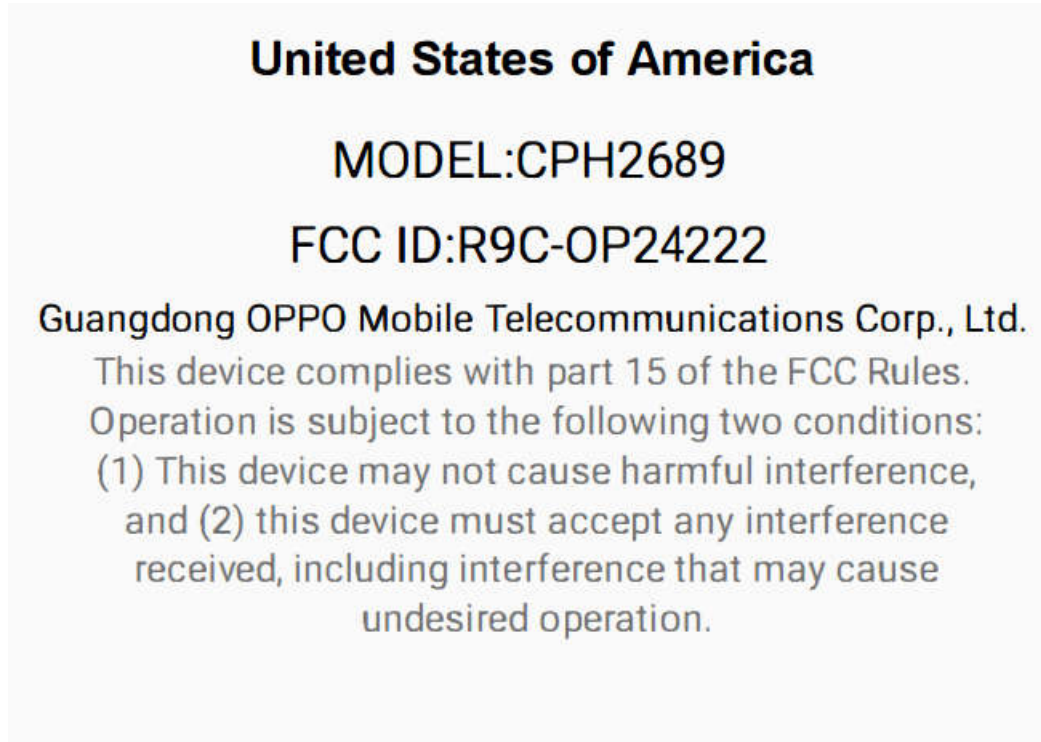 United States of America
MODEL:CPH2689
FCC ID:R9C-OP24222
Guangdong OPPO Mobile Telecommunications Corp., Ltd.
This device complies with part 15 of the FCC Rules.
Operation is subject to the following two conditions:
(1) This device may not cause harmful interference,
and (2) this device must accept any interference
received, including interference that may cause
undesired operation.